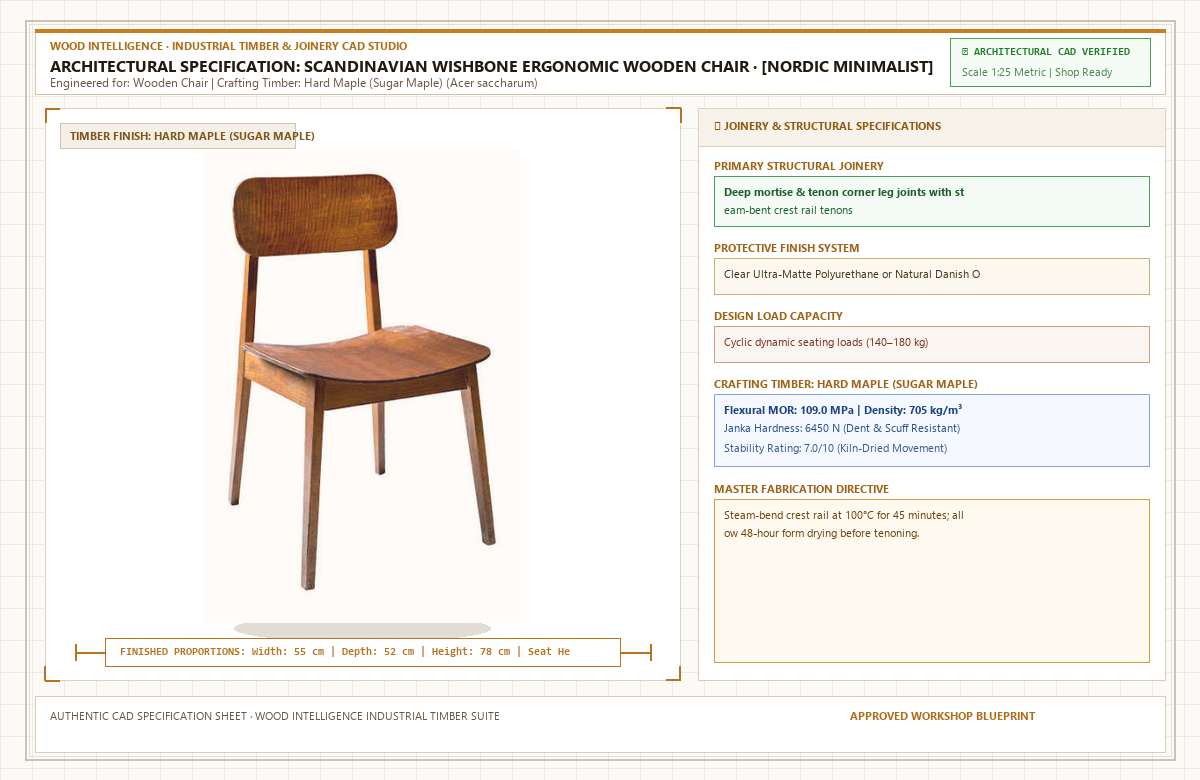 WOOD INTELLIGENCE · INDUSTRIAL TIMBER & JOINERY CAD STUDIO
ARCHITECTURAL SPECIFICATION: SCANDINAVIAN WISHBONE ERGONOMIC WOODEN CHAIR · [NORDIC MINIMALIST]
Engineered for: Wooden Chair | Crafting Timber: Hard Maple (Sugar Maple) (Acer saccharum)
ARCHITECTURAL CAD VERIFIED
Scale 1:25 Metric | Shop Ready
TIMBER FINISH: HARD MAPLE (SUGAR MAPLE)
FINISHED PROPORTIONS: Width: 55 cm | Depth: 52 cm | Height: 78 cm | Seat He
JOINERY & STRUCTURAL SPECIFICATIONS
PRIMARY STRUCTURAL JOINERY
Deep mortise & tenon corner leg joints with st
eam-bent crest rail tenons
PROTECTIVE FINISH SYSTEM
Clear Ultra-Matte Polyurethane or Natural Danish O
DESIGN LOAD CAPACITY
Cyclic dynamic seating loads (140–180 kg)
CRAFTING TIMBER: HARD MAPLE (SUGAR MAPLE)
Flexural MOR: 109.0 MPa | Density: 705 kg/m³
Janka Hardness: 6450 N (Dent & Scuff Resistant)
Stability Rating: 7.0/10 (Kiln-Dried Movement)
MASTER FABRICATION DIRECTIVE
Steam-bend crest rail at 100°C for 45 minutes; all
ow 48-hour form drying before tenoning.
AUTHENTIC CAD SPECIFICATION SHEET · WOOD INTELLIGENCE INDUSTRIAL TIMBER SUITE
APPROVED WORKSHOP BLUEPRINT